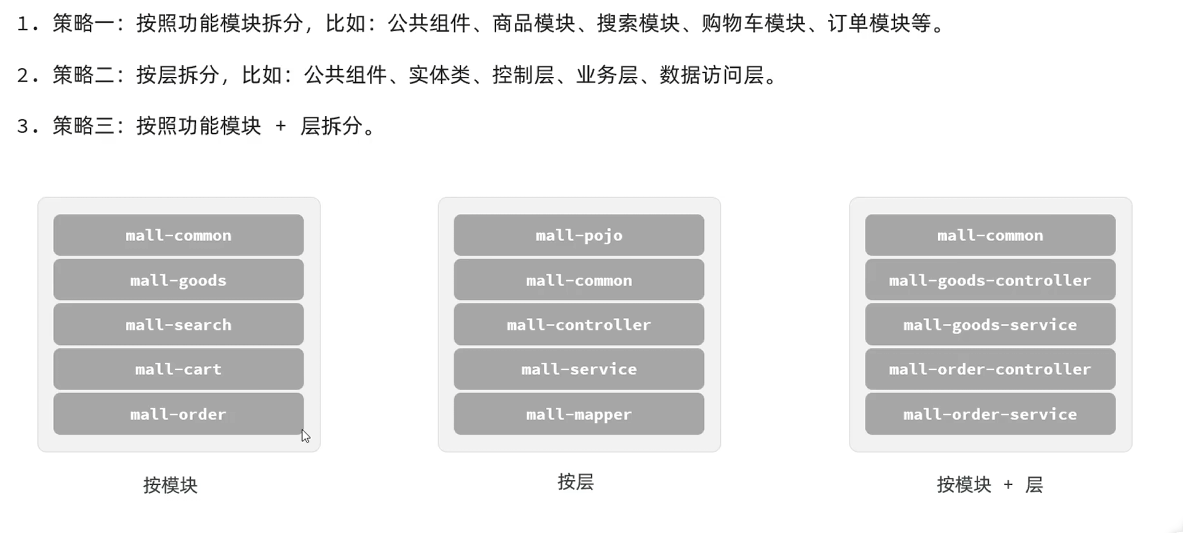 1. 策略一：按照功能模块拆分，比如：公共组件、商品模块、搜索模块、购物车模块、订单模块等。
2. 策略二：按层拆分，比如：公共组件、实体类、控制层、业务层、数据访问层。
3. 策略三：按照功能模块 + 层拆分。
mall-common
mall-goods
mall-search
mall-cart
mall-order
按模块
mall-pojo
mall-common
mall-controller
mall-service
mall-mapper
按层
mall-common
mall-goods-controller
mall-goods-service
mall-order-controller
mall-order-service
按模块 + 层